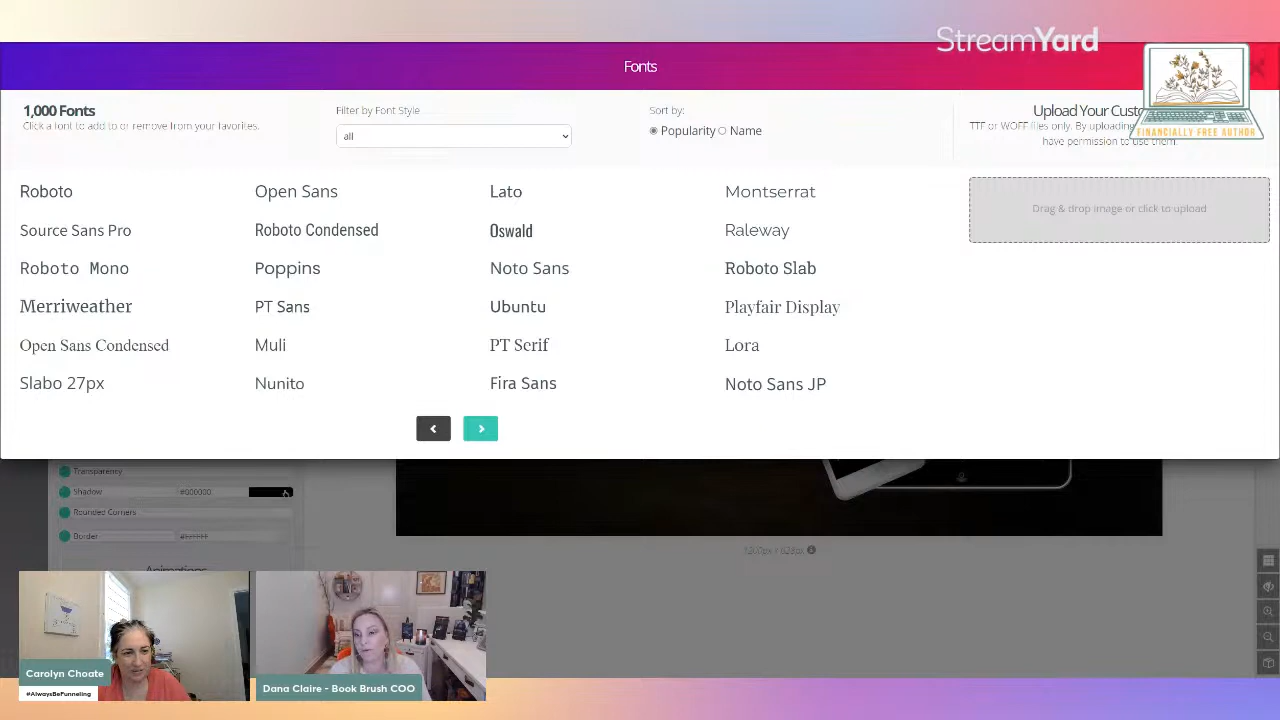 StreamYard
Fonts
1,000 Fonts
Click a font to add to or remove from your favorites.
Filter by Font Style
all
Sort by:
Popularity Name
Upload Your Custo
TTF or WOFF files only. By uploading
have permission to use them.
FINANCIALLY FREE AUTHOR
Roboto
Open Sans
Lato
Montserrat
Drag & drop image or click to upload
Source Sans Pro
Roboto Condensed
Oswald
Raleway
Roboto Mono
Poppins
Noto Sans
Roboto Slab
Merriweather
PT Sans
Ubuntu
Playfair Display
Open Sans Condensed
Muli
PT Serif
Lora
Slabo 27px
Nunito
Fira Sans
Noto Sans JP
Transparency
Shadow #000000
Rounded Corners
Border #FFFFFF
Animations
Carolyn Choate
#AlwaysBeFunneling
Dana Claire - Book Brush COO